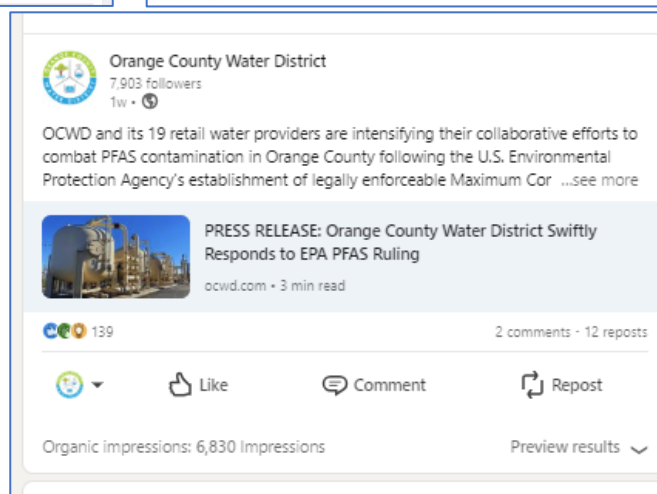 Orange County Water District
7,903 followers
1w •
OCWD and its 19 retail water providers are intensifying their collaborative efforts to
combat PFAS contamination in Orange County following the U.S. Environmental
Protection Agency's establishment of legally enforceable Maximum Cor ...see more
PRESS RELEASE: Orange County Water District Swiftly
Responds to EPA PFAS Ruling
ocwd.com • 3 min read
139
2 comments · 12 reposts
Like
Comment
Repost
Organic impressions: 6,830 Impressions
Preview results